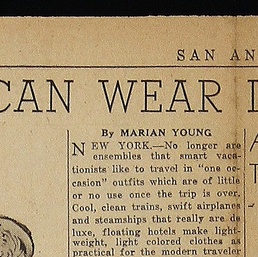 SAN AN
CAN WEAR
By MARIAN YOUNG
NEW YORK.—No longer are
ensembles that smart vaca-
tionists like to travel in "one oc-
casion" outfits which are of little
or no use once the trip is over.
Cool, clean trains, swift airplanes
and steamships that really are de
luxe, floating hotels make light-
weight, light colored clothes as
practical for the modern traveler